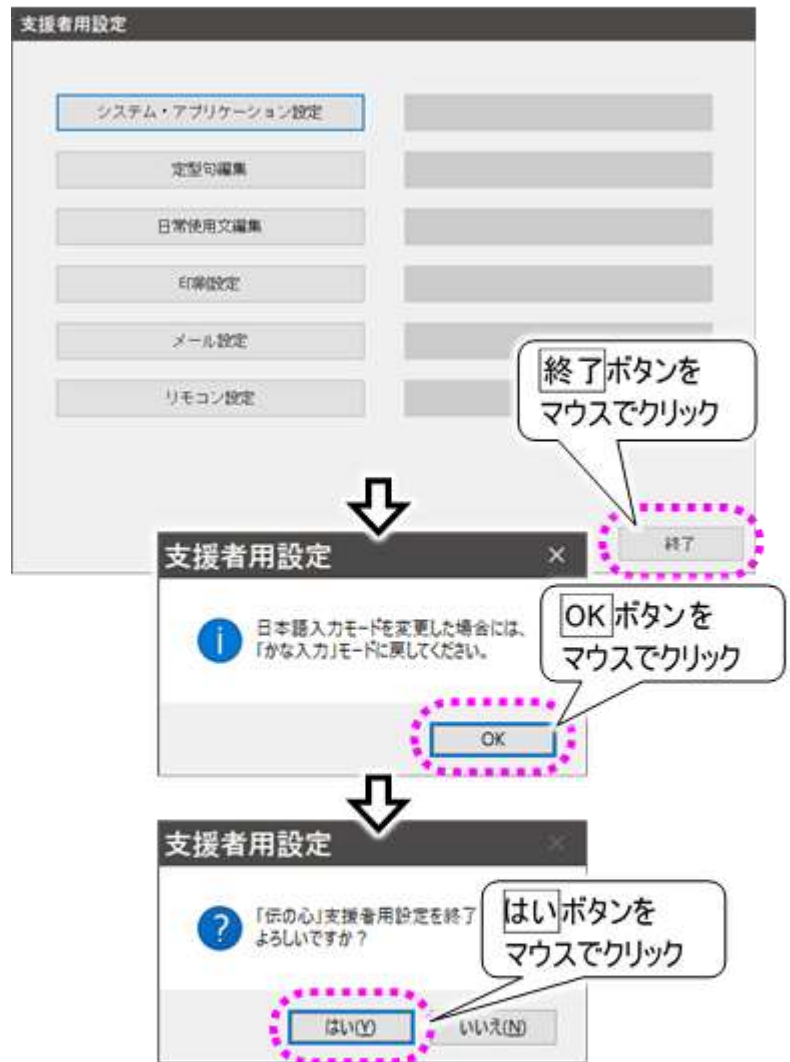 支援者用設定
システム・アプリケーション設定
定型句編集
日常使用文編集
印刷設定
メール設定
リモコン設定
終了ボタンを
マウスでクリック
終了
支援者用設定
日本語入力モードを変更した場合には、
「かな入力」モードに戻してください。
OKボタンを
マウスでクリック
OK
支援者用設定
「伝の心」支援者用設定を終了
よろしいですか？
はいボタンを
マウスでクリック
はい(Y)
いいえ(N)